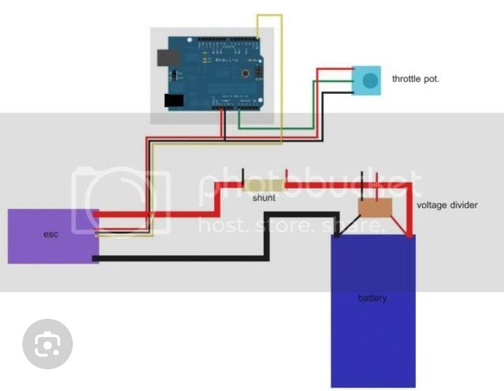 throttle pot.
photobucket
shunt
host. store. share.
voltage divider
esc
battery